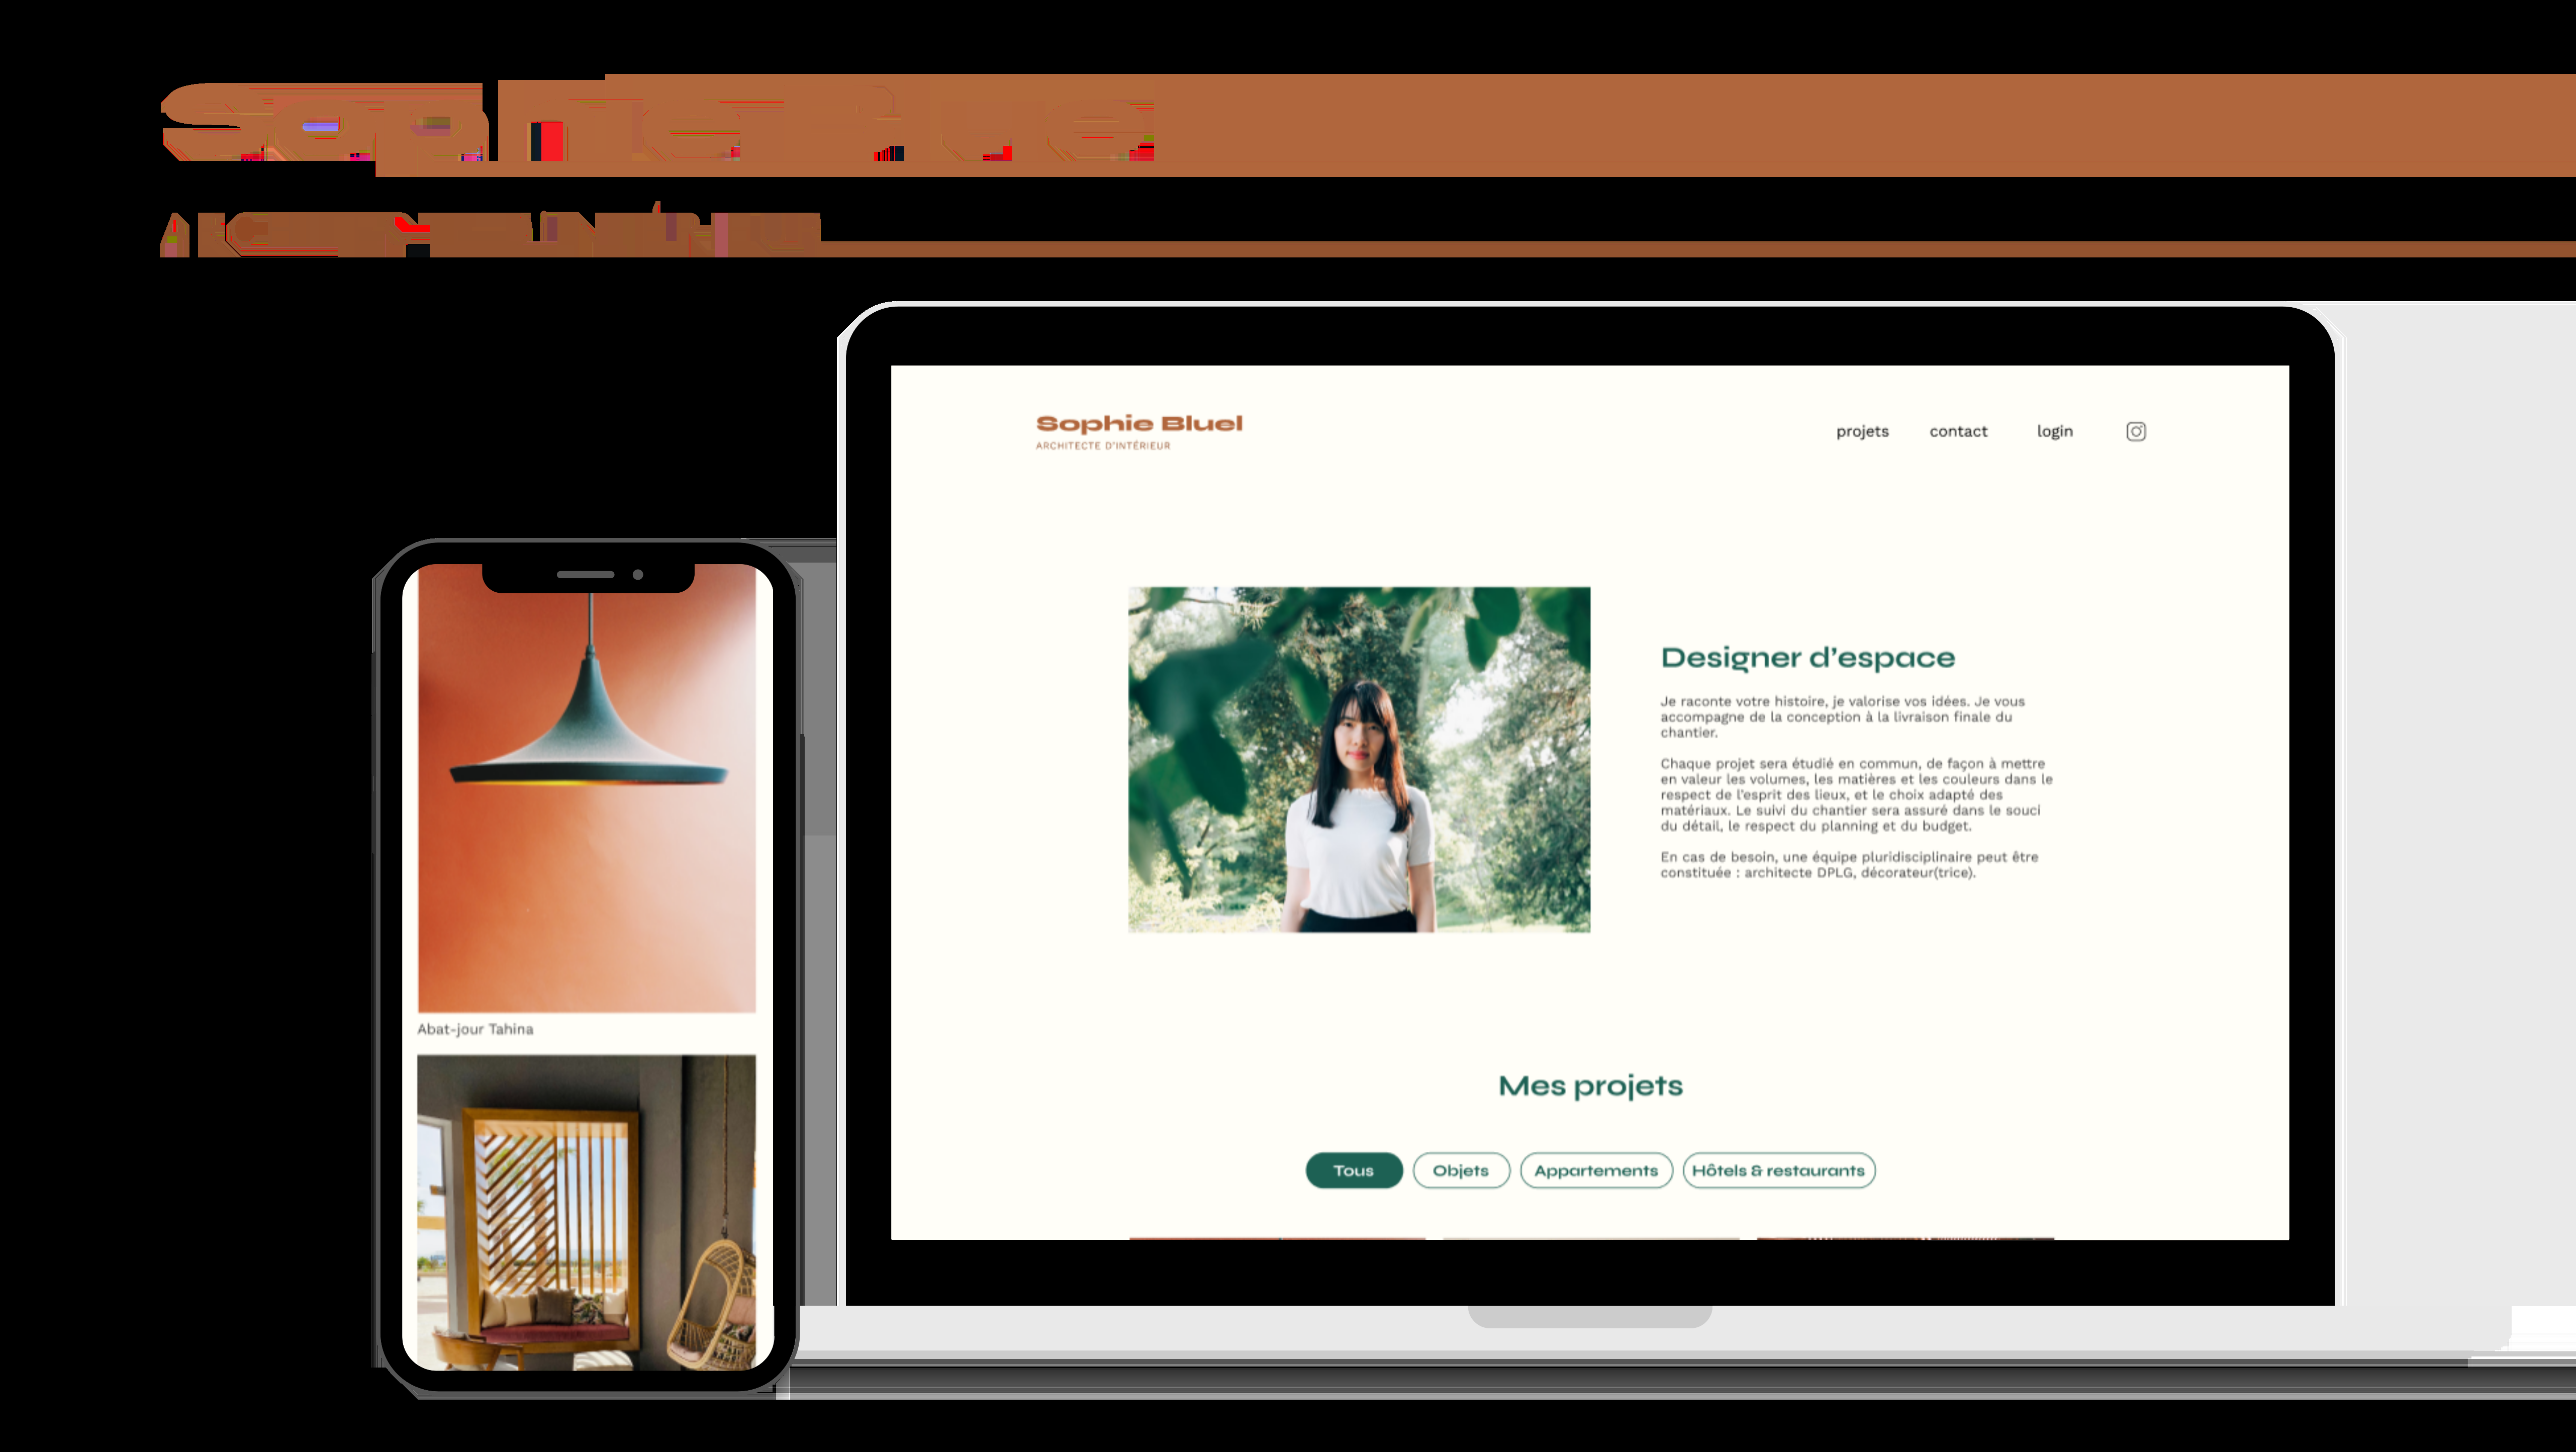 Sophie Bluel
ARCHITECTE D'INTÉRIEUR
projets
contact
login
Designer d'espace
Je raconte votre histoire, je valorise vos idées. Je vous
accompagne de la conception à la livraison finale du
chantier.
Chaque projet sera étudié en commun, de façon à mettre
en valeur les volumes, les matières et les couleurs dans le
respect de l'esprit des lieux, et le choix adapté des
matériaux. Le suivi du chantier sera assuré dans le souci
du détail, le respect du planning et du budget.
En cas de besoin, une équipe pluridisciplinaire peut être
constituée : architecte DPLG, décorateur(trice).
Abat-jour Tahina
Mes projets
Tous
Objets
Appartements
Hôtels & restaurants